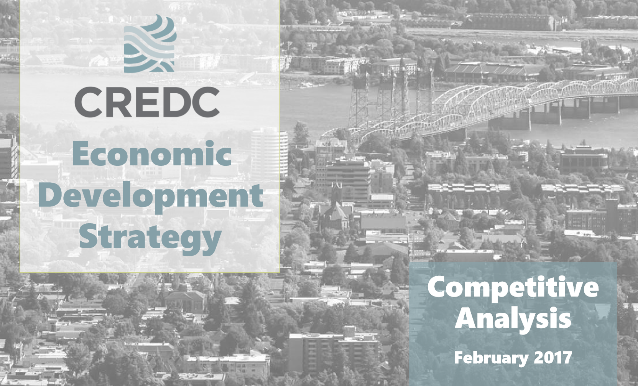 CREDC
Economic
Development
Strategy
Competitive
Analysis
February 2017